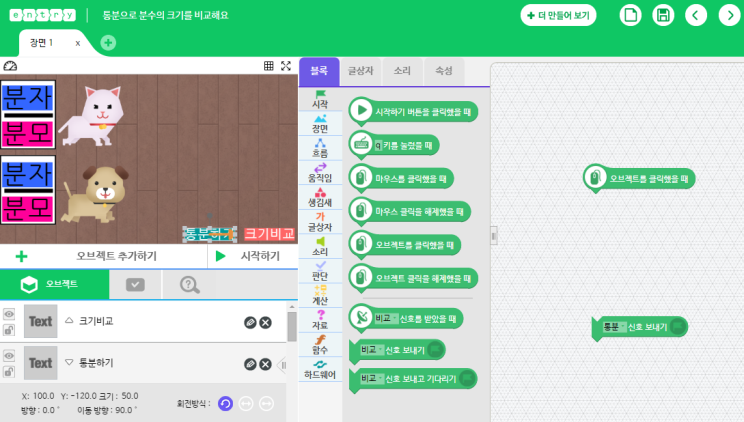 entry
통분으로 분수의 크기를 비교해요
+ 더 만들어 보기
장면 1 x
블록 글상자 소리 속성
분자
분모
분자
분모
통분하기 크기비교
+ 오브젝트 추가하기 시작하기
오브젝트
Text 크기비교
Text 통분하기
X: 100.0 Y: -120.0 크기 : 50.0
방향 : 0.0˚ 이동 방향 : 90.0˚ 회전방식 :
시작
장면
흐름
움직임
생김새
글상자
소리
판단
계산
자료
함수
하드웨어
시작하기 버튼을 클릭했을 때
q 키를 눌렀을 때
마우스를 클릭했을 때
마우스 클릭을 해제했을 때
오브젝트를 클릭했을 때
오브젝트 클릭을 해제했을 때
비교 신호를 받았을 때
비교 신호 보내기
비교 신호 보내고 기다리기
오브젝트를 클릭했을 때
통분 신호 보내기